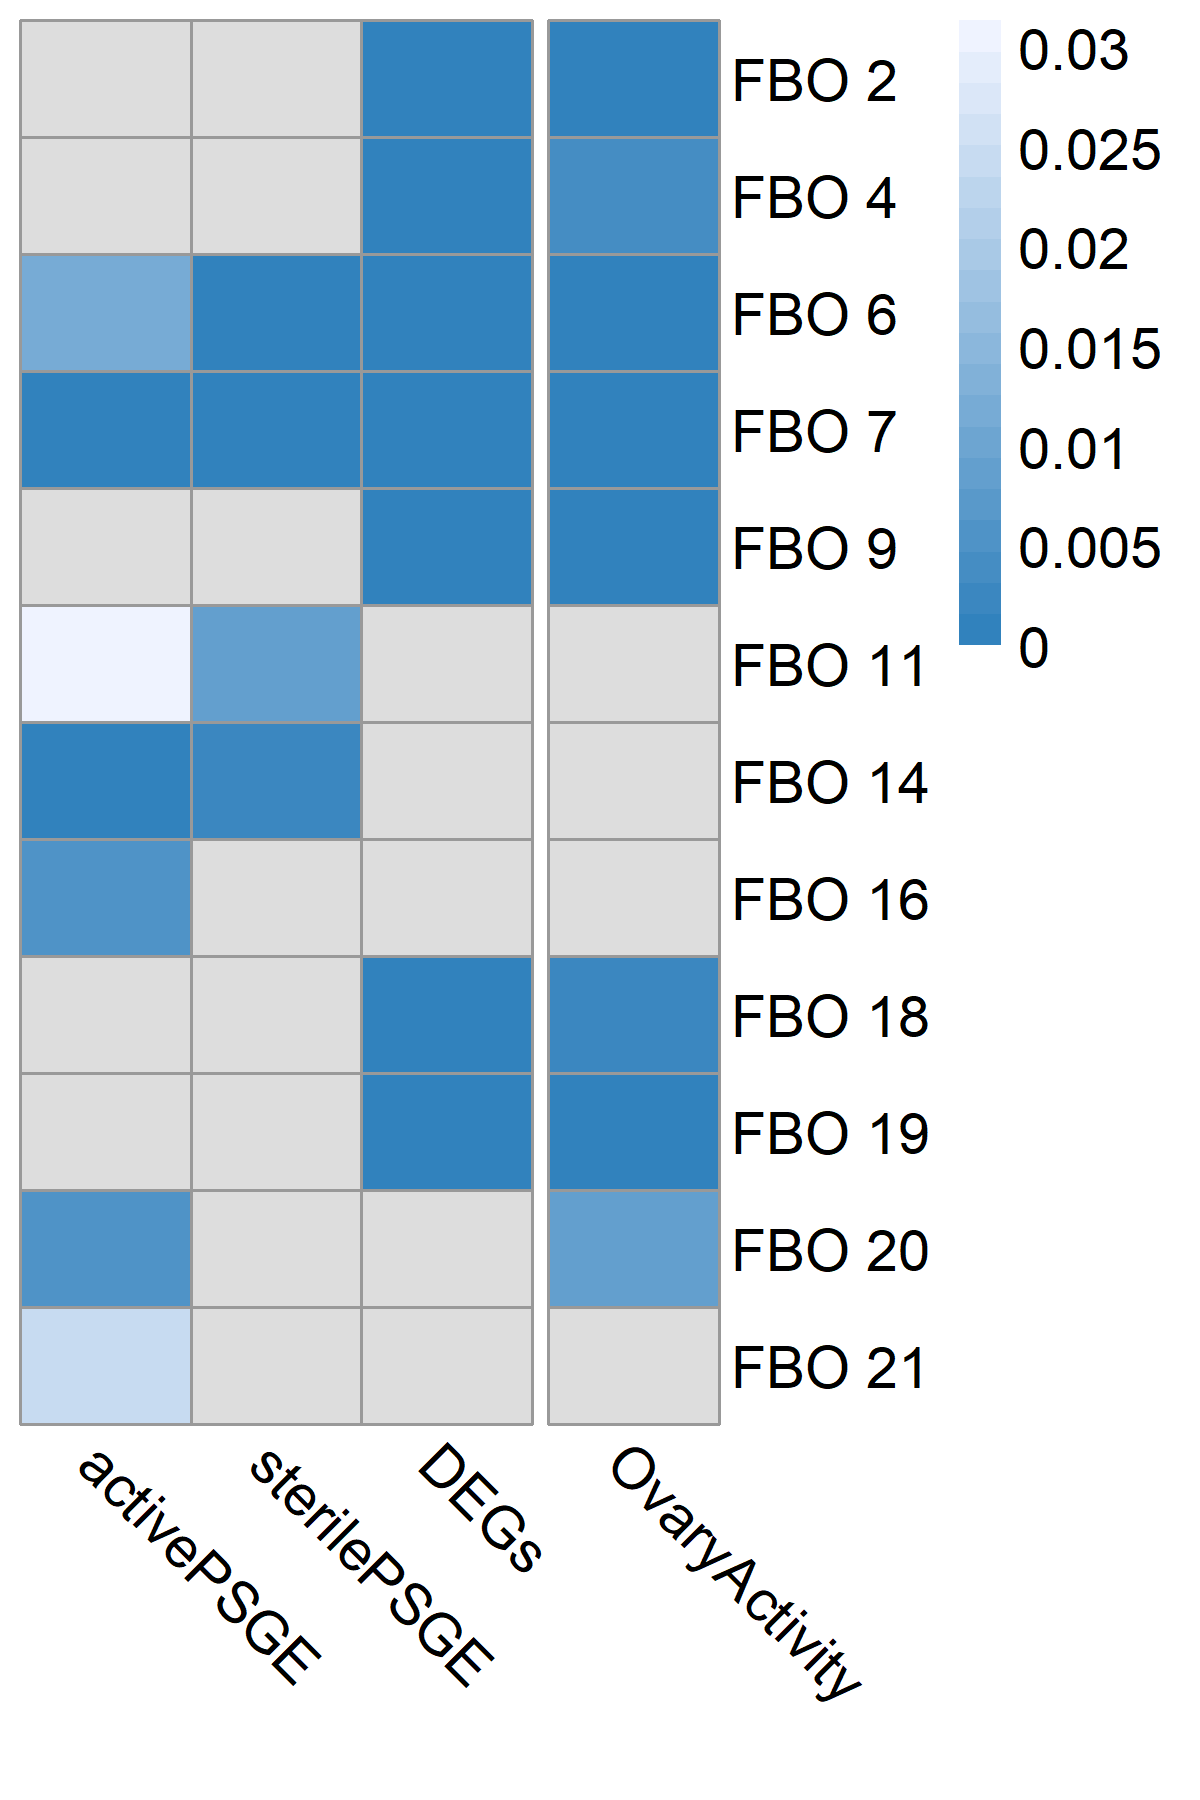 FBO 2
FBO 4
FBO 6
FBO 7
FBO 9
FBO 11
FBO 14
FBO 16
FBO 18
FBO 19
FBO 20
FBO 21
0.03
0.025
0.02
0.015
0.01
0.005
0
activePSGE
sterilePSGE
DEGs
OvaryActivity